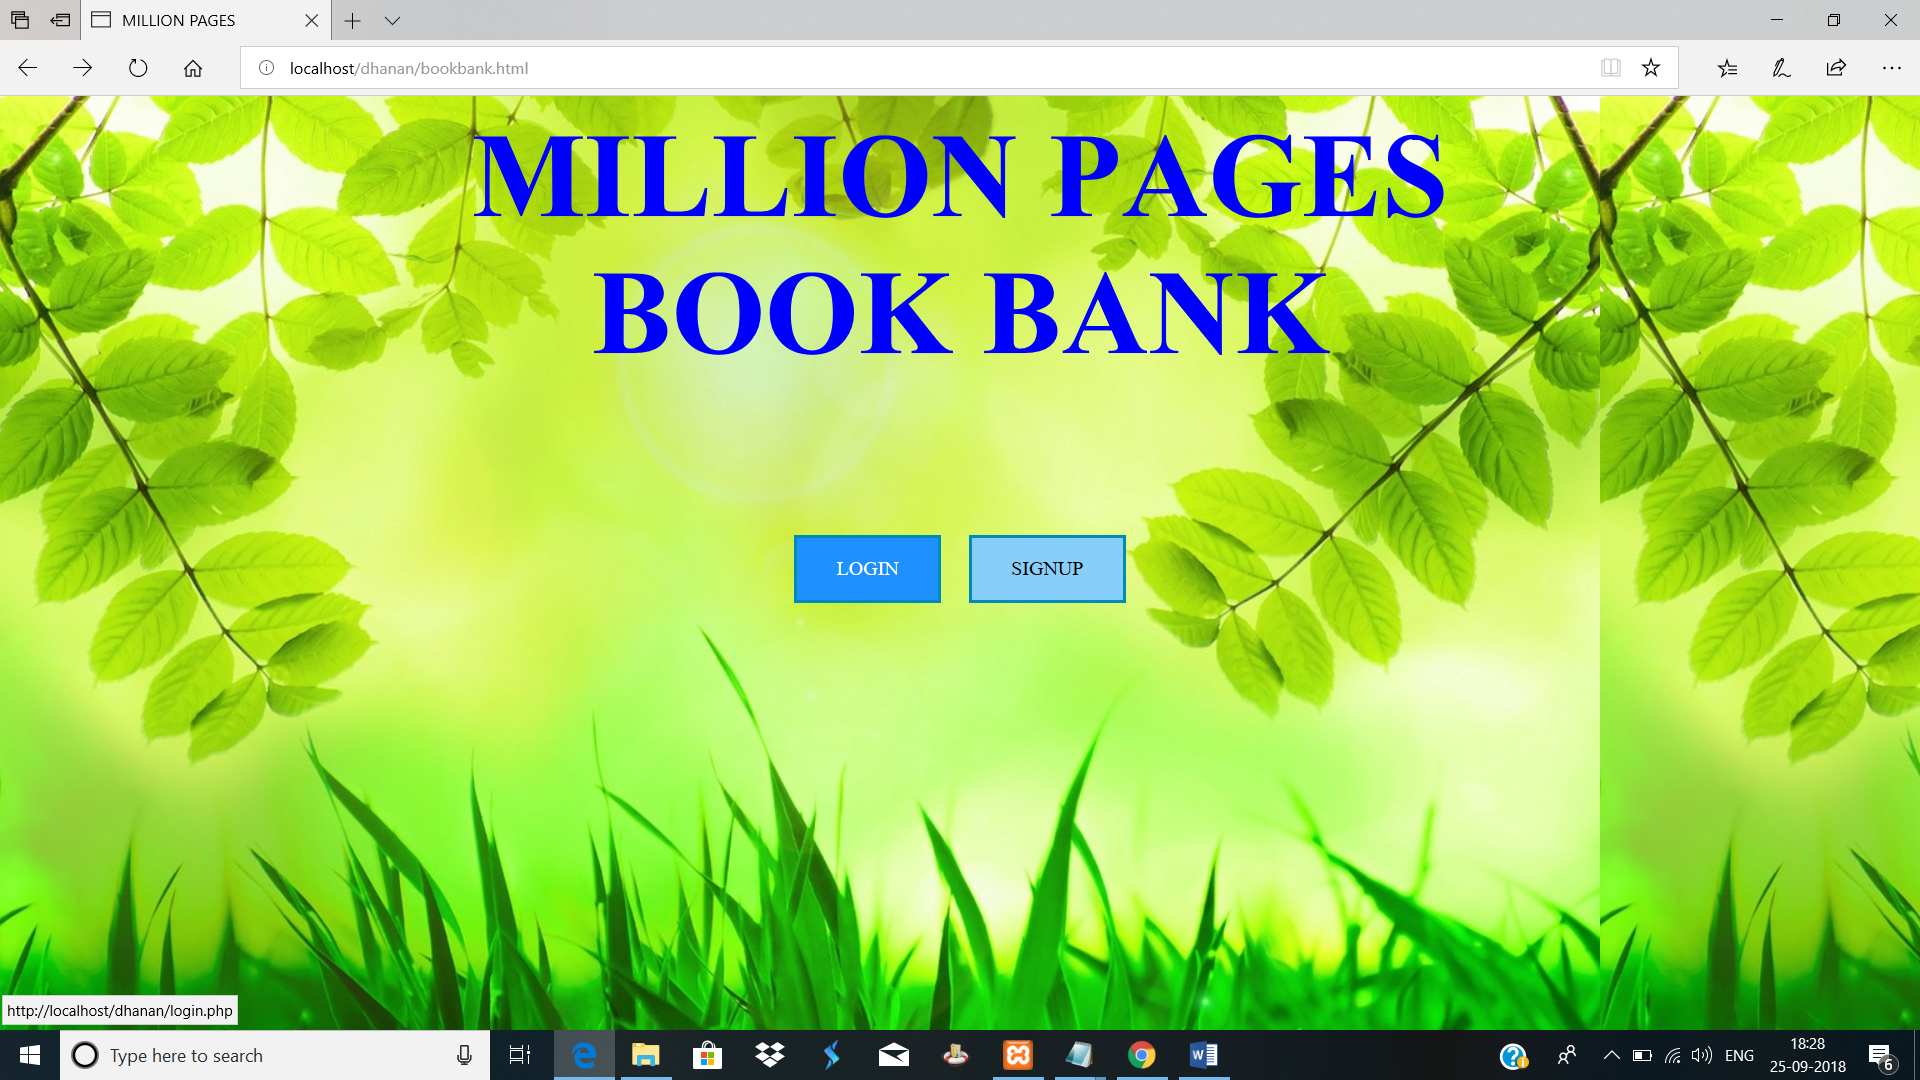 MILLION PAGES
localhost/dhanan/bookbank.html
MILLION PAGES
BOOK BANK
LOGIN
SIGNUP
http://localhost/dhanan/login.php
Type here to search
ENG
18:28
25-09-2018
6